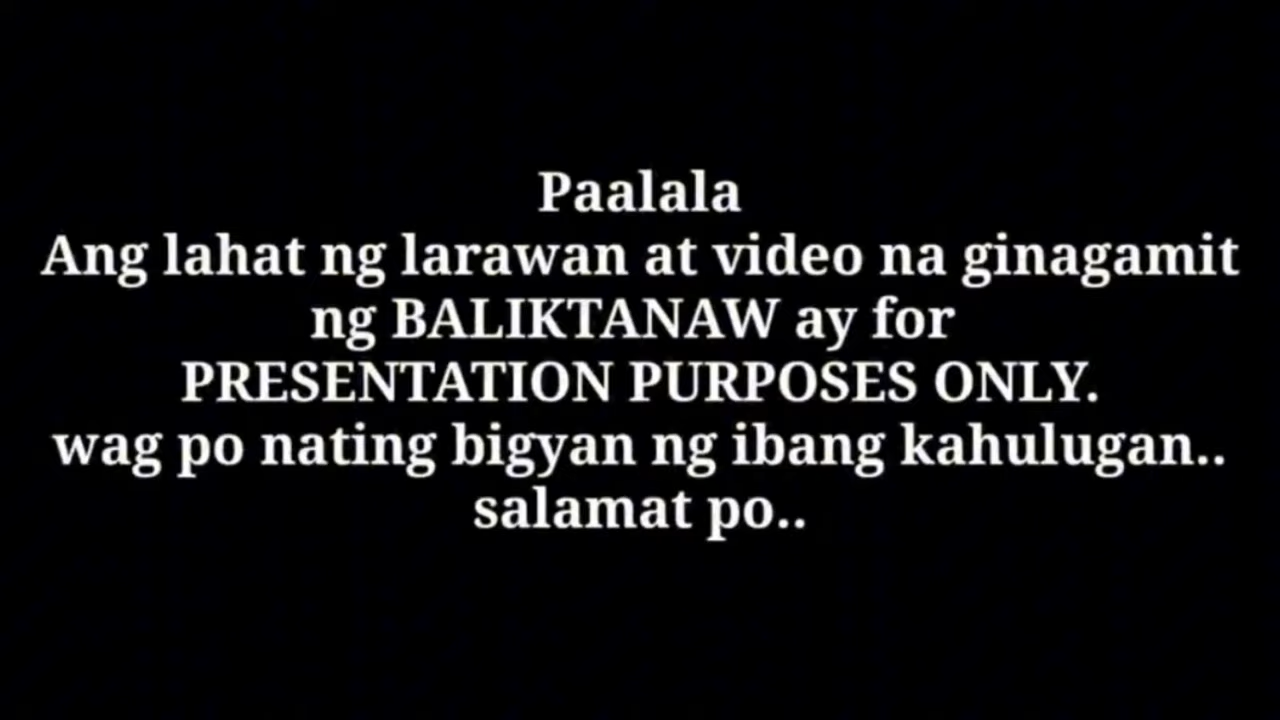 Paalala
Ang lahat ng larawan at video na ginagamit
ng BALIKTANAW ay for
PRESENTATION PURPOSES ONLY.
wag po nating bigyan ng ibang kahulugan..
salamat po..